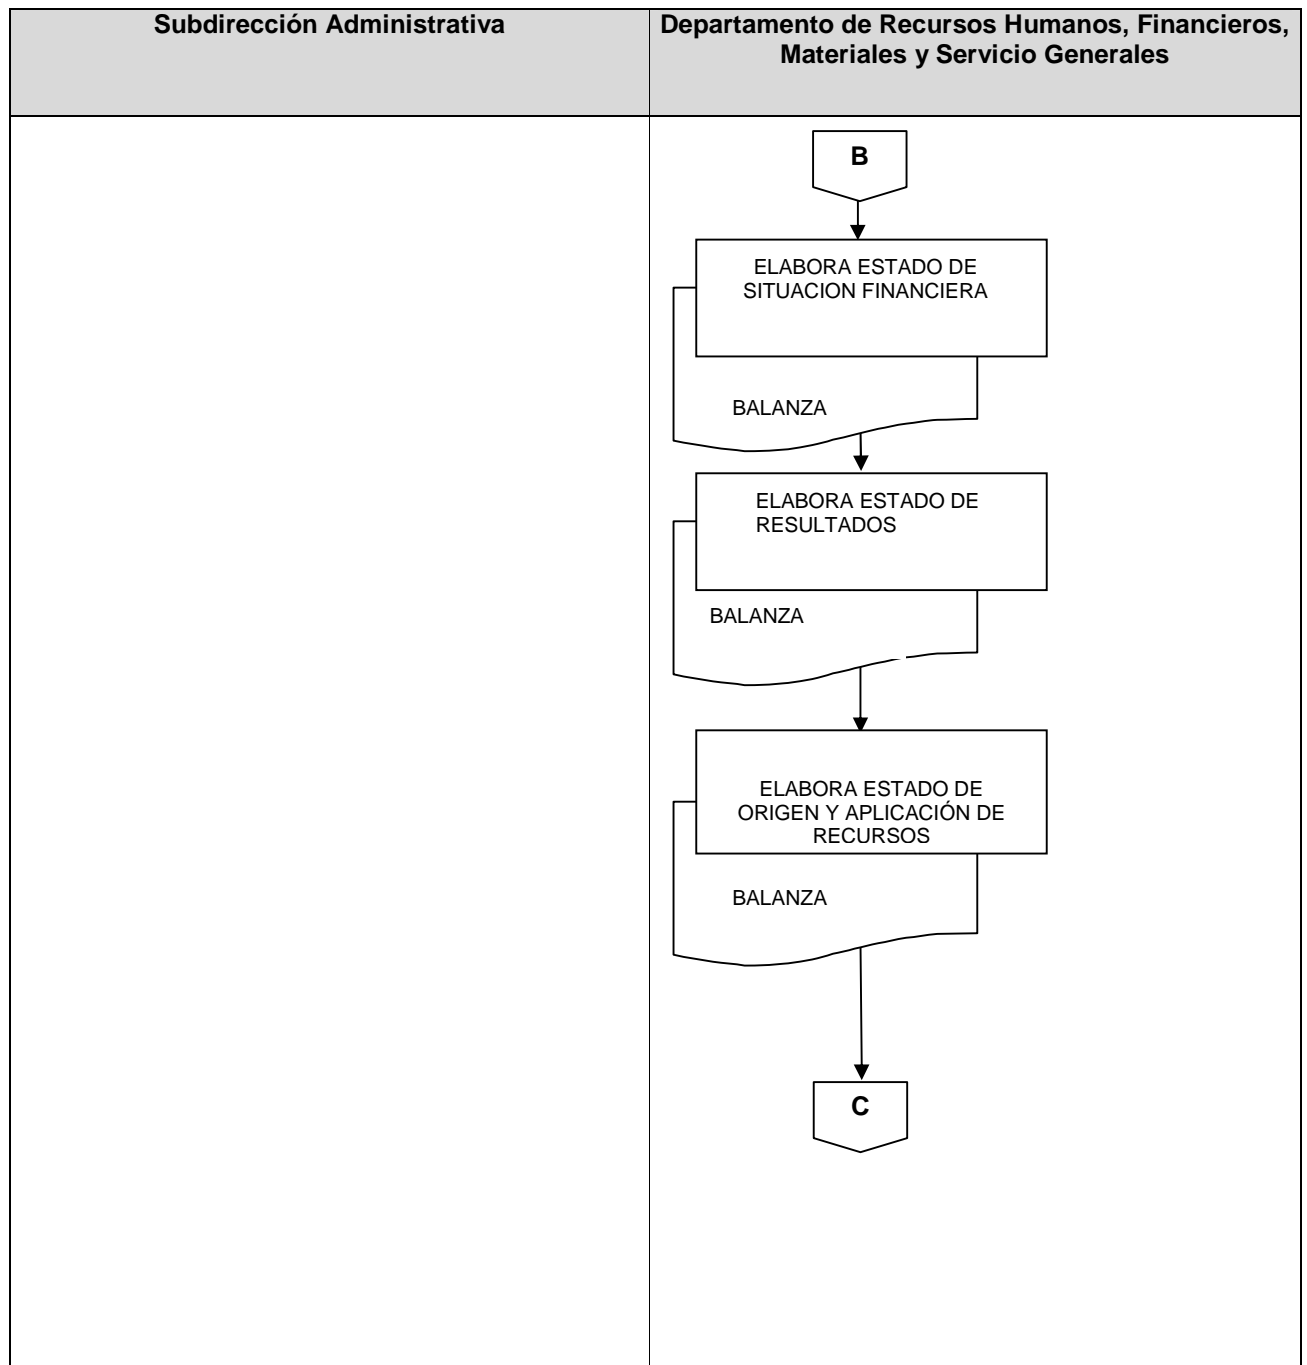 Subdirección Administrativa
Departamento de Recursos Humanos, Financieros,
Materiales y Servicio Generales
B
ELABORA ESTADO DE
SITUACION FINANCIERA
BALANZA
ELABORA ESTADO DE
RESULTADOS
BALANZA
ELABORA ESTADO DE
ORIGEN Y APLICACIÓN DE
RECURSOS
BALANZA
C